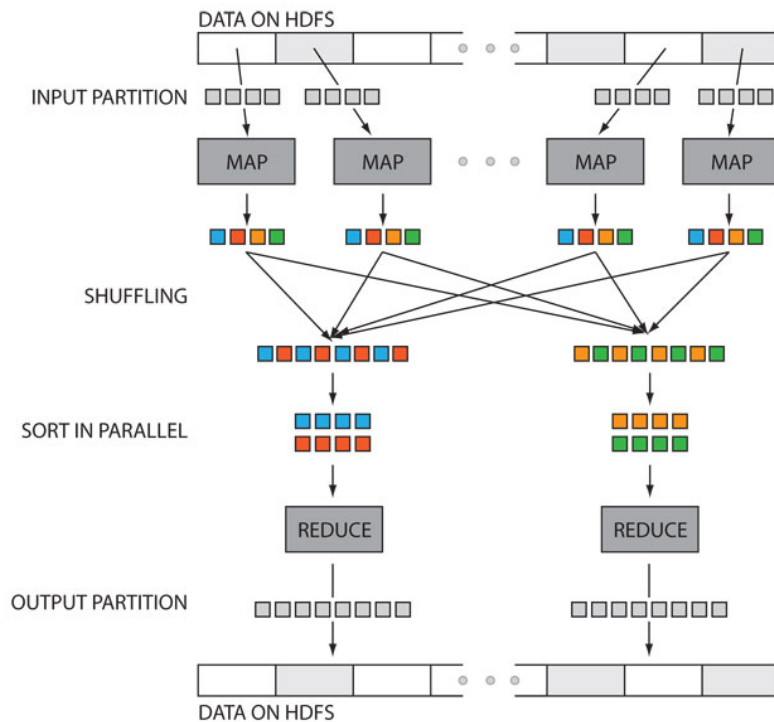 DATA ON HDFS
INPUT PARTITION
MAP
MAP
MAP
MAP
SHUFFLING
SORT IN PARALLEL
REDUCE
REDUCE
OUTPUT PARTITION
DATA ON HDFS